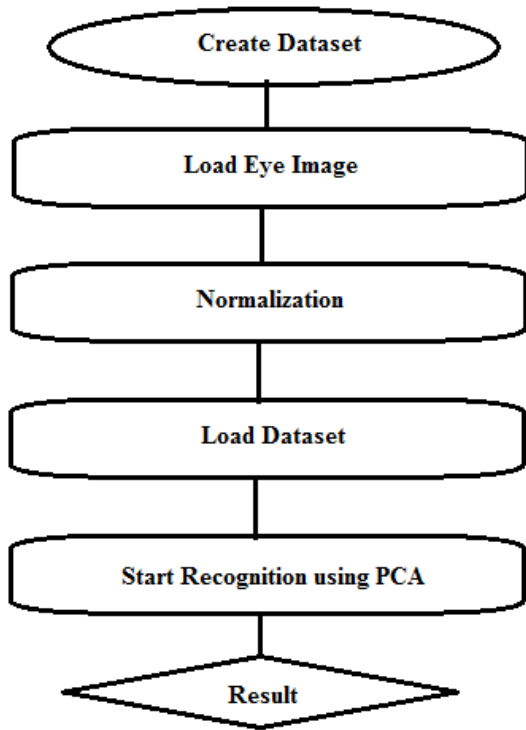 Create Dataset
Load Eye Image
Normalization
Load Dataset
Start Recognition using PCA
Result